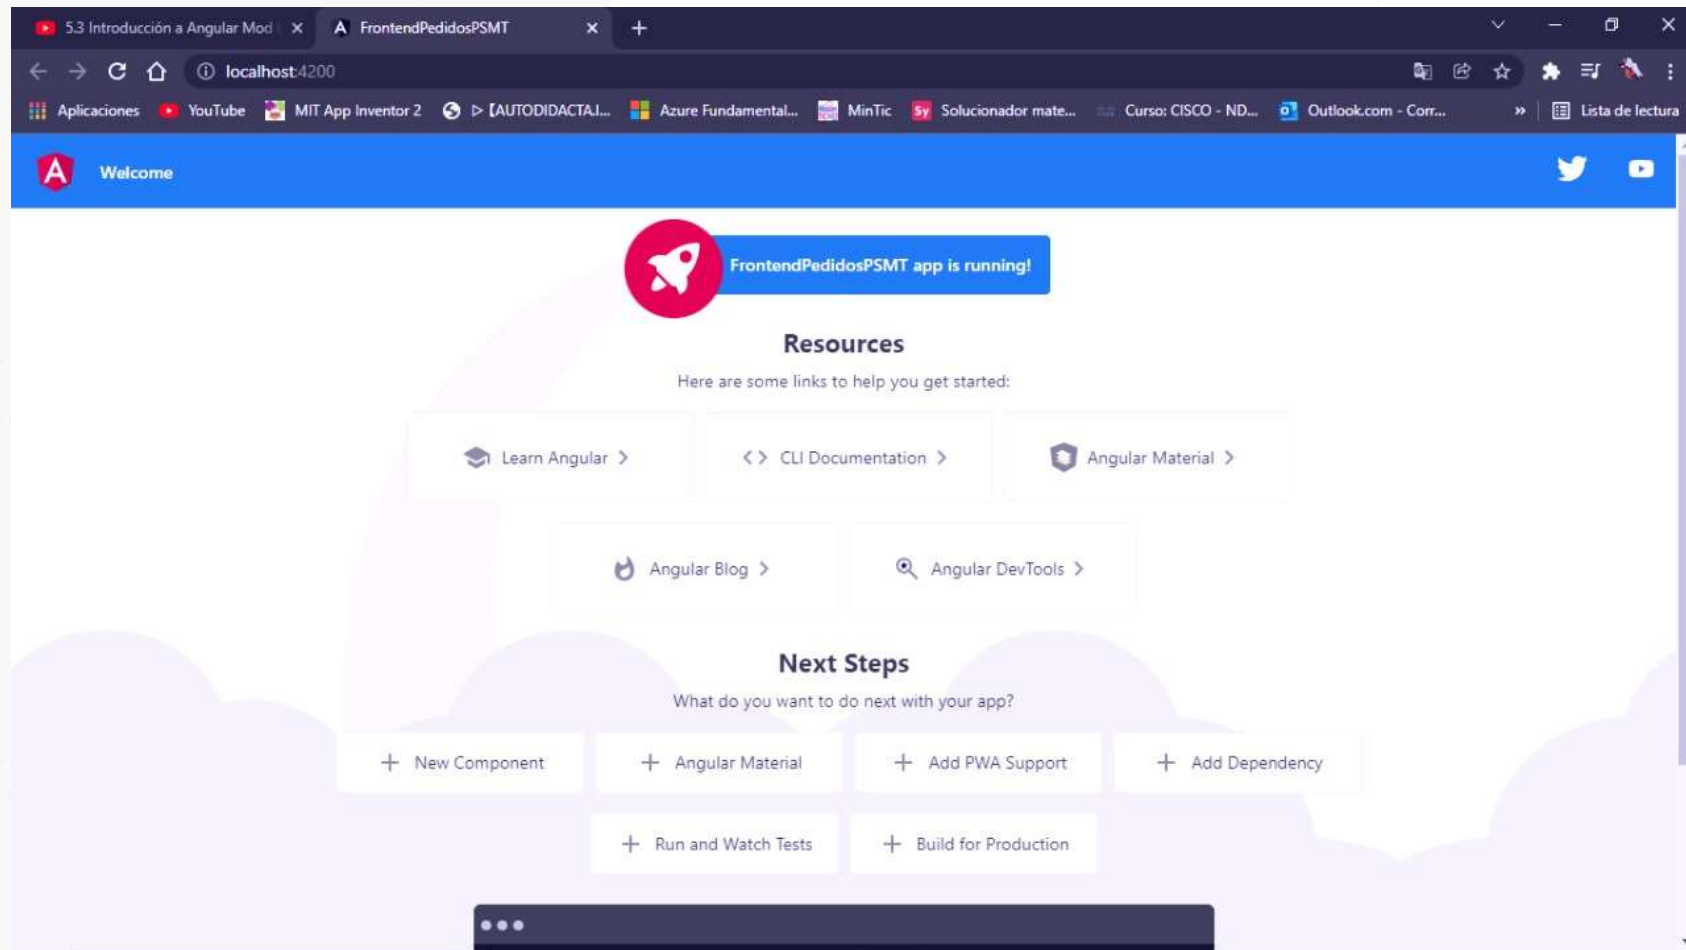 5.3 Introducción a Angular Mod
FrontendPedidosPSMT
localhost:4200
Aplicaciones YouTube MIT App Inventor 2 ▷【AUTODIDACTA.I... Azure Fundamental... MinTic Solucionador mate... Curso: CISCO - ND... Outlook.com - Corr... » Lista de lectura
Welcome
FrontendPedidosPSMT app is running!
Resources
Here are some links to help you get started:
Learn Angular
CLI Documentation
Angular Material
Angular Blog
Angular DevTools
Next Steps
What do you want to do next with your app?
New Component
Angular Material
Add PWA Support
Add Dependency
Run and Watch Tests
Build for Production